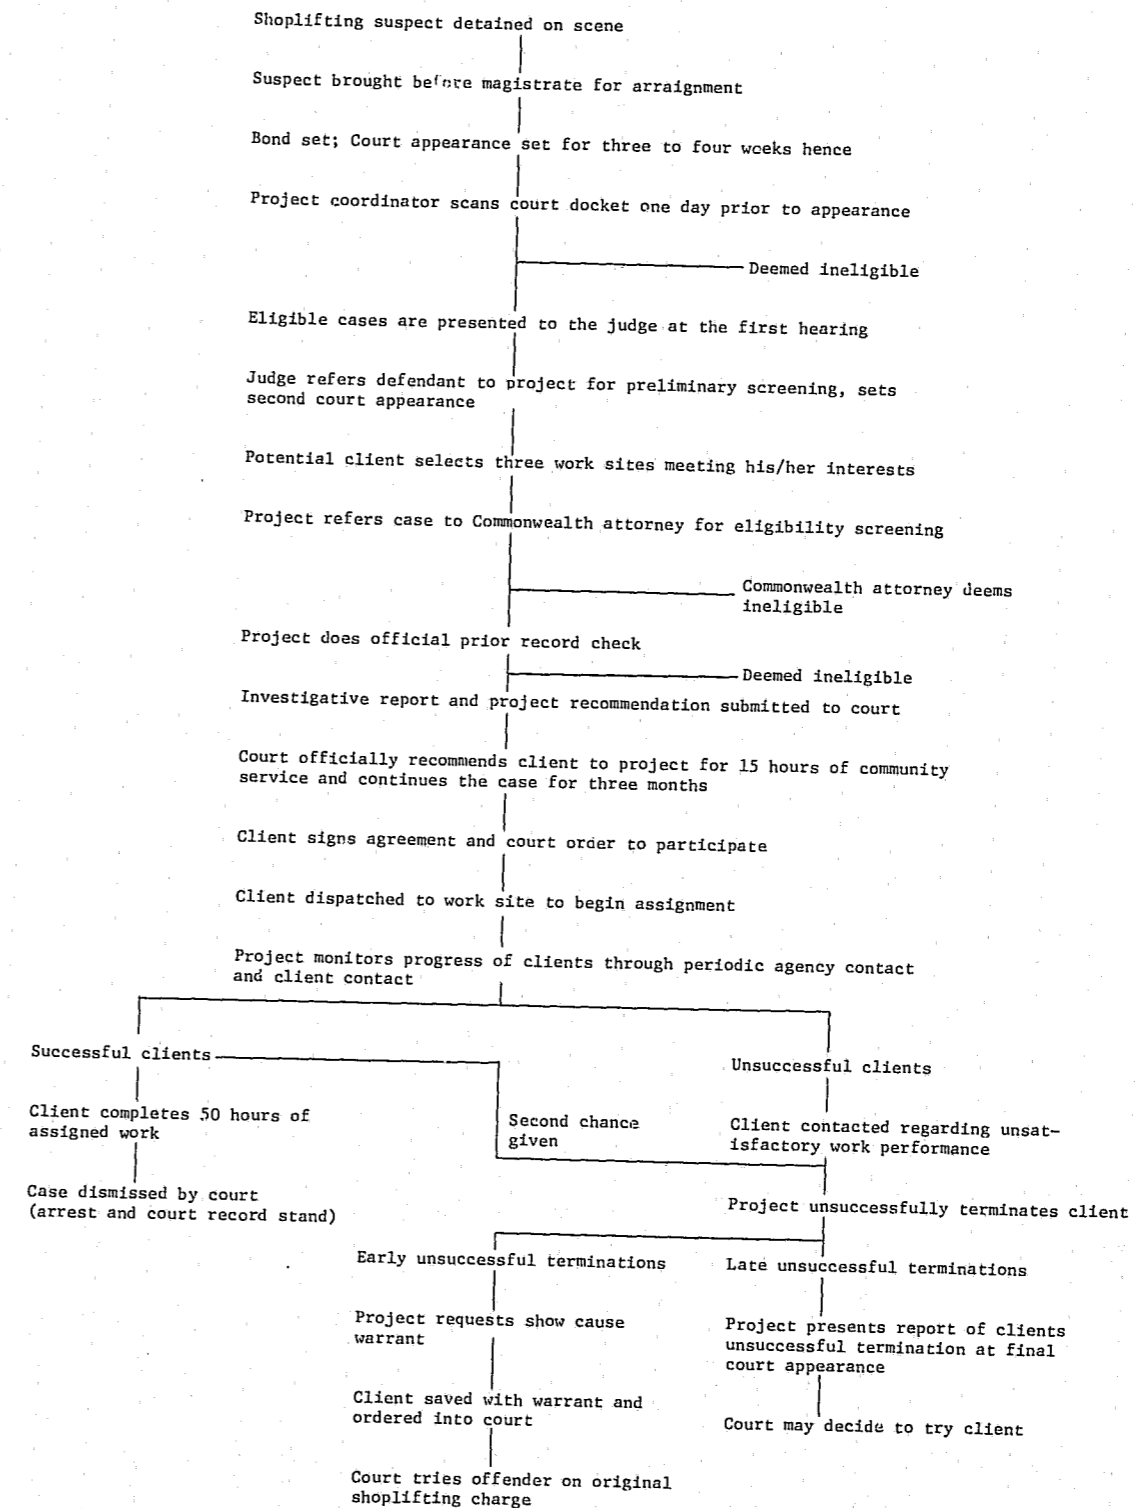 Shoplifting suspect detained on scene
Suspect brought before magistrate for arraignment
Bond set; Court appearance set for three to four weeks hence
Project coordinator scans court docket one day prior to appearance
Deemed ineligible
Eligible cases are presented to the judge at the first hearing
Judge refers defendant to project for preliminary screening, sets
second court appearance
Potential client selects three work sites meeting his/her interests
Project refers case to Commonwealth attorney for eligibility screening
Commonwealth attorney deems
ineligible
Project does official prior record check
Deemed ineligible
Investigative report and project recommendation submitted to court
Court officially recommends client to project for 15 hours of community
service and continues the case for three months
Client signs agreement and court order to participate
Client dispatched to work site to begin assignment
Project monitors progress of clients through periodic agency contact
and client contact
Successful clients
Unsuccessful clients
Client completes 50 hours of
assigned work
Second chance
given
Client contacted regarding unsat-
isfactory work performance
Case dismissed by court
(arrest and court record stand)
Project unsuccessfully terminates client
Early unsuccessful terminations
Late unsuccessful terminations
Project requests show cause
warrant
Project presents report of clients
unsuccessful termination at final
court appearance
Client saved with warrant and
ordered into court
Court may decide to try client
Court tries offender on original
shoplifting charge